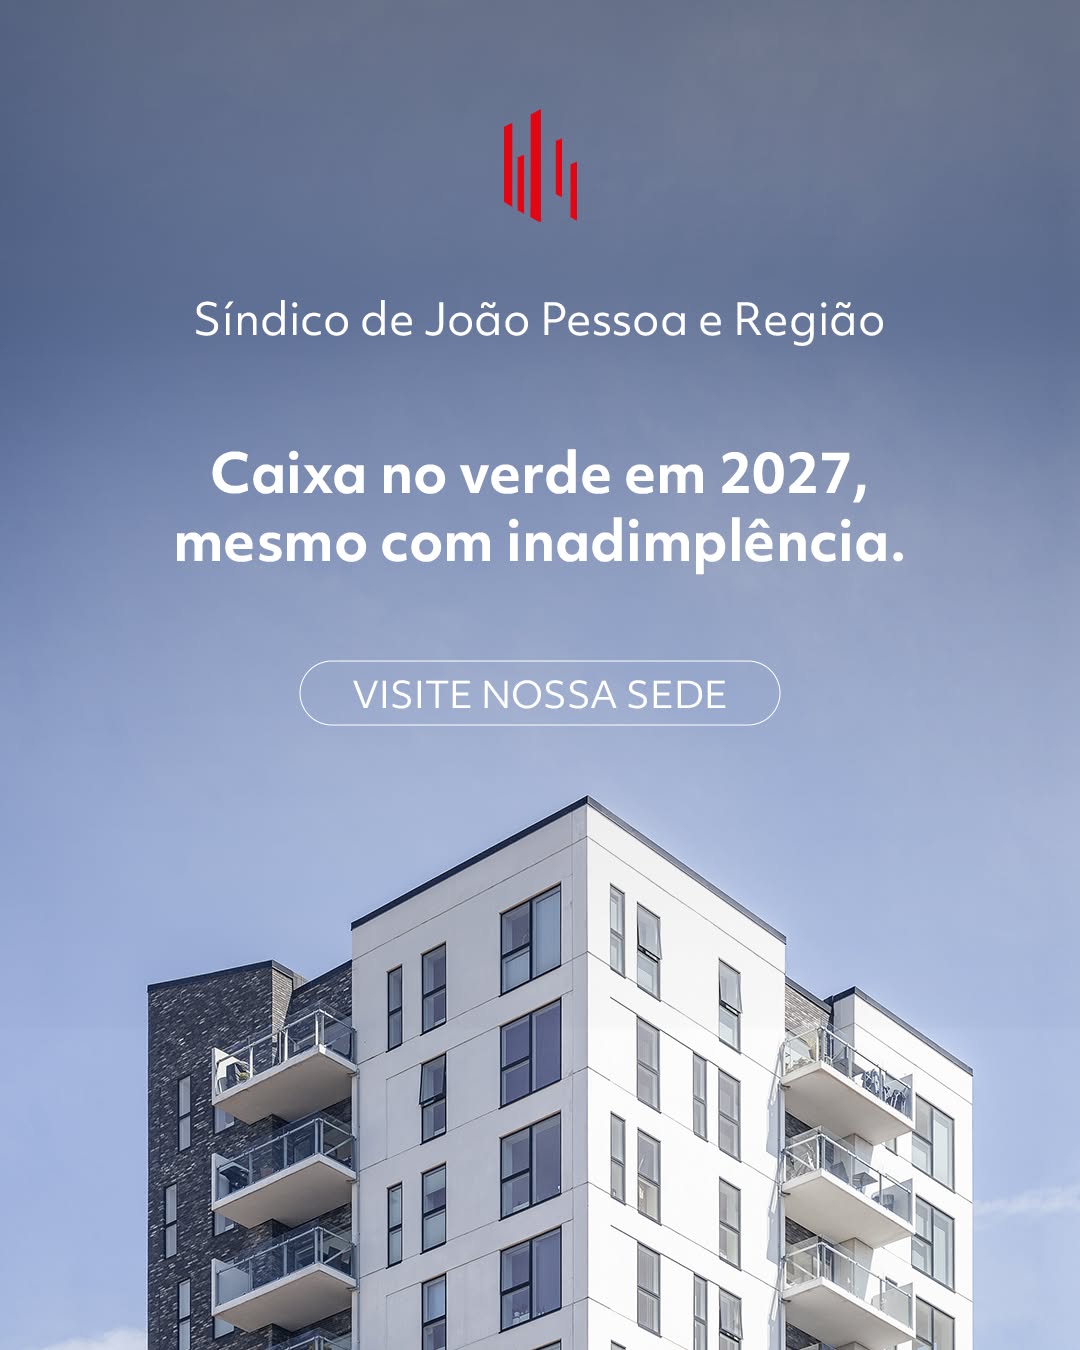 Síndico de João Pessoa e Região
Caixa no verde em 2027,
mesmo com inadimplência.
VISITE NOSSA SEDE